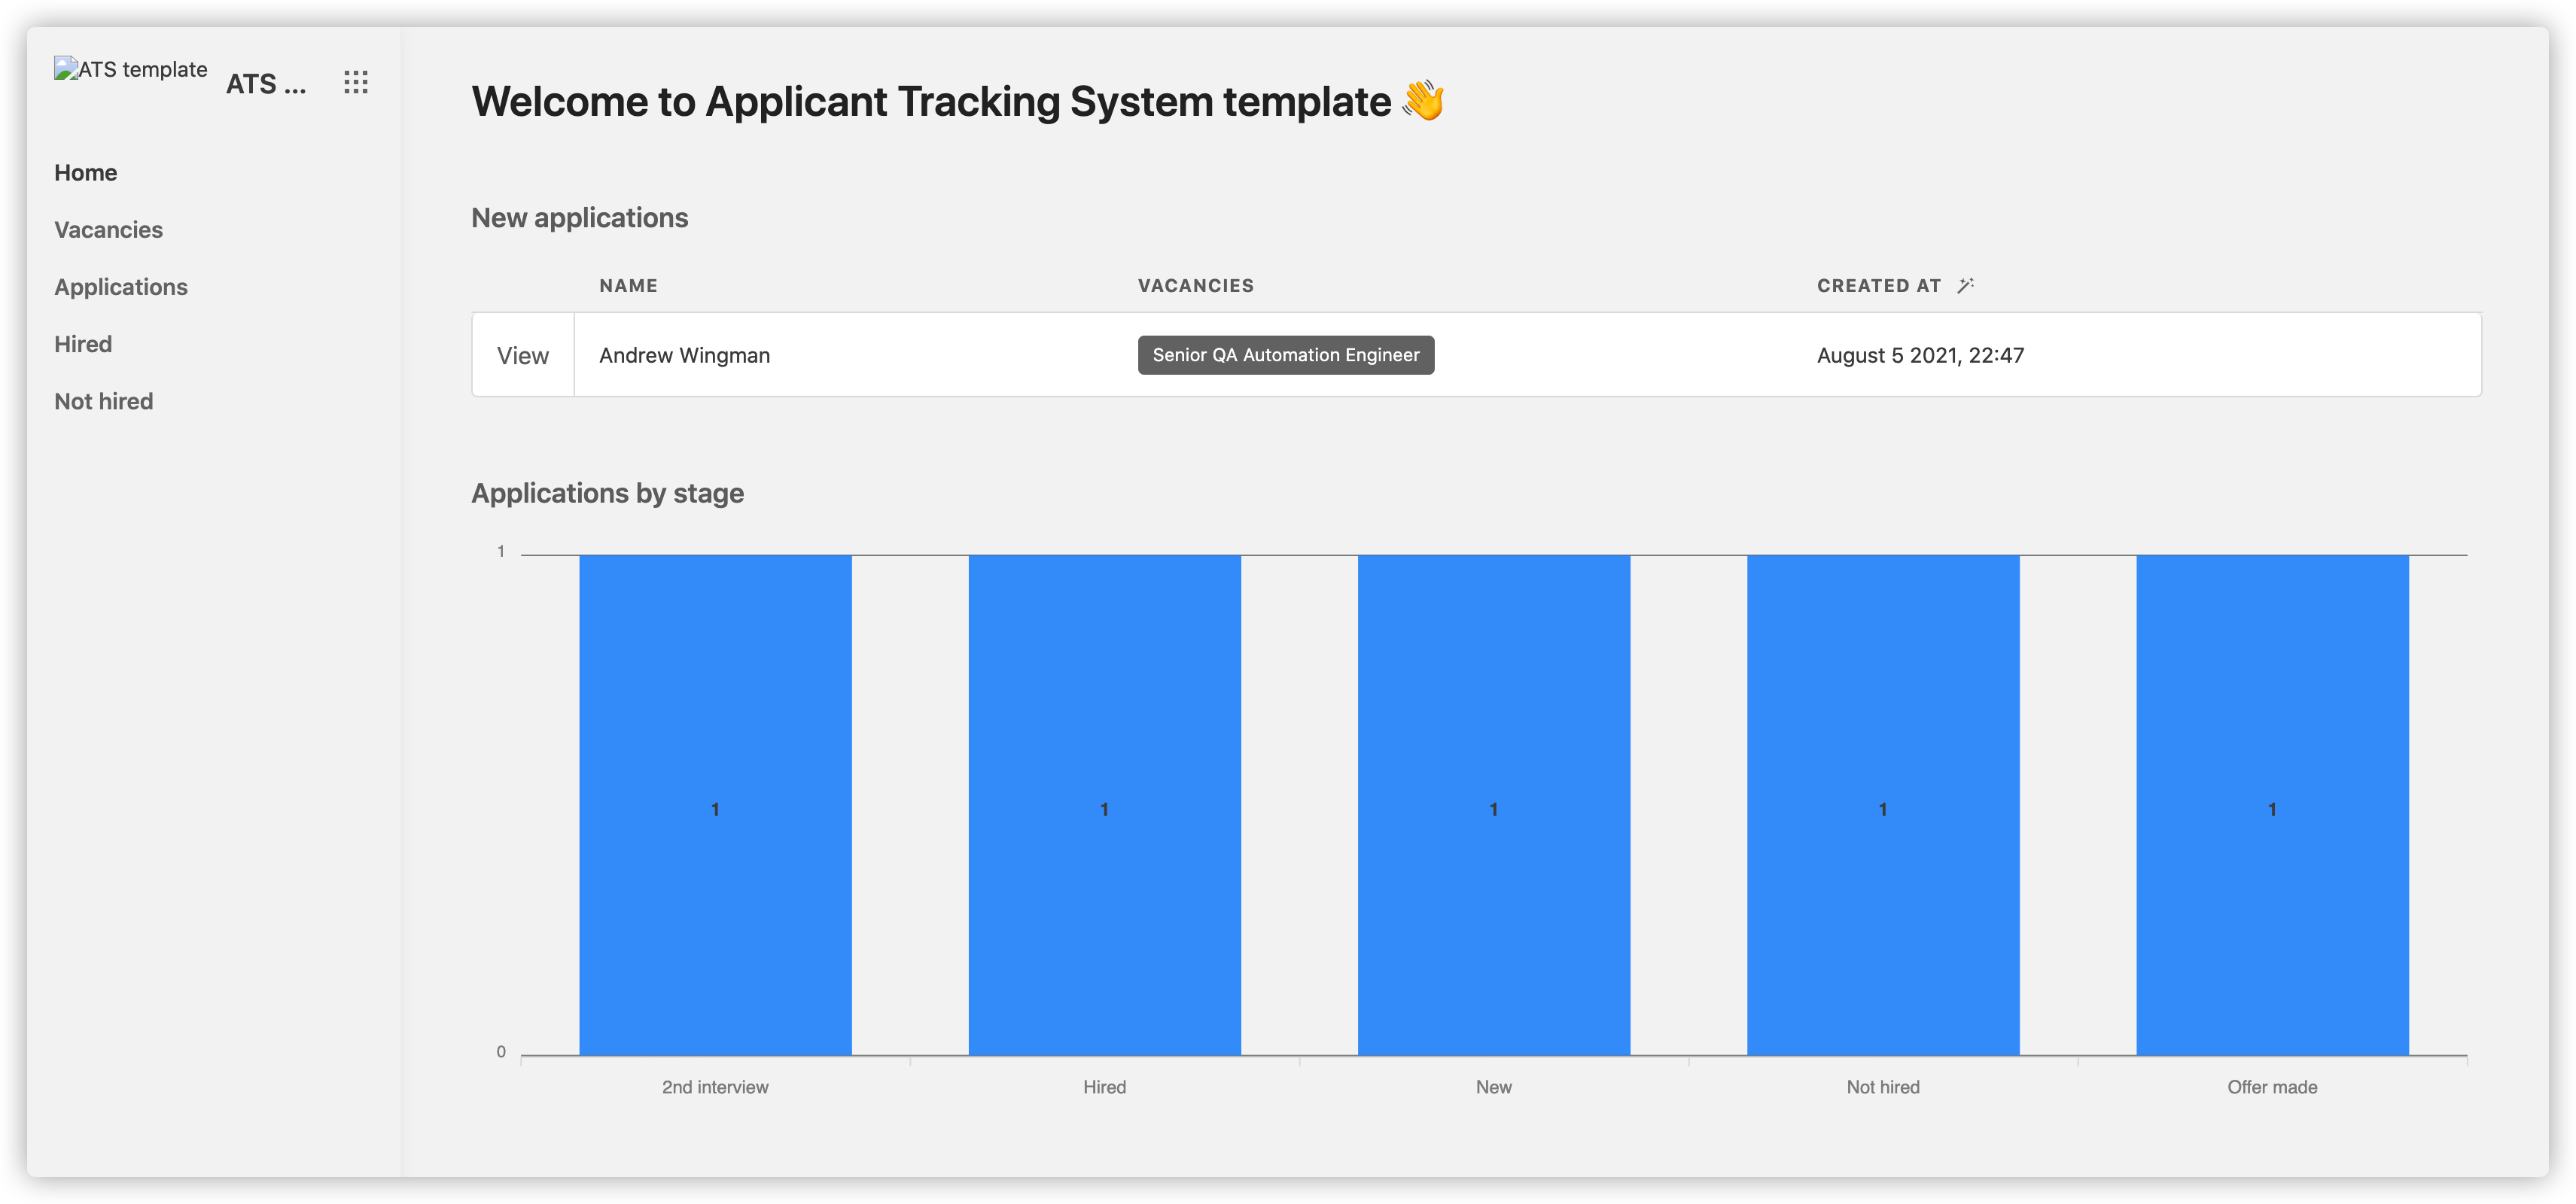 ATS template
ATS ...
Home
Vacancies
Applications
Hired
Not hired
Welcome to Applicant Tracking System template 👋
New applications
NAME VACANCIES CREATED AT
View Andrew Wingman Senior QA Automation Engineer August 5 2021, 22:47
Applications by stage
1
1 1 1 1 1
0
2nd interview Hired New Not hired Offer made